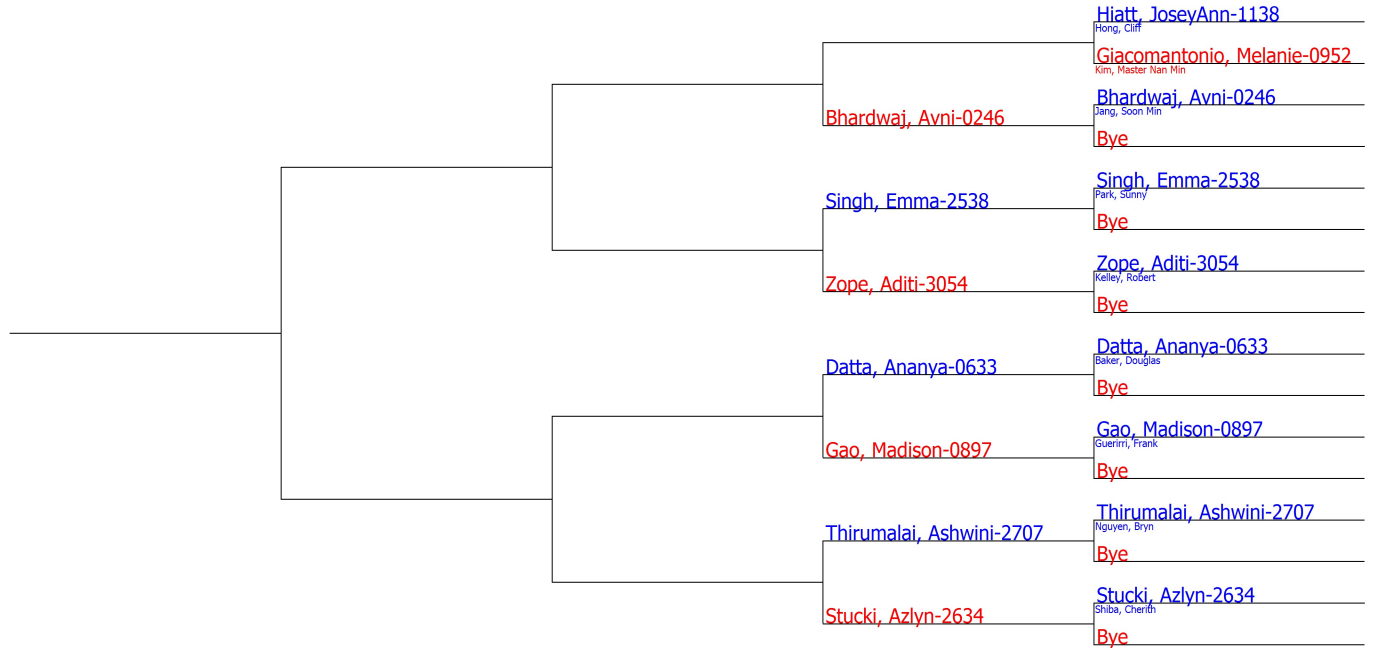 Hiatt, JoseyAnn-1138
Hong, Cliff
Giacomantonio, Melanie-0952
Kim, Master Nan Min
Bhardwaj, Avni-0246
Bhardwaj, Avni-0246
Jang, Soon Min
Bye
Singh, Emma-2538
Singh, Emma-2538
Park, Sunny
Bye
Zope, Aditi-3054
Zope, Aditi-3054
Kelley, Robert
Bye
Datta, Ananya-0633
Datta, Ananya-0633
Baker, Douglas
Bye
Gao, Madison-0897
Gao, Madison-0897
Guerirri, Frank
Bye
Thirumalai, Ashwini-2707
Thirumalai, Ashwini-2707
Nguyen, Bryn
Bye
Stucki, Azlyn-2634
Stucki, Azlyn-2634
Shiba, Cherith
Bye